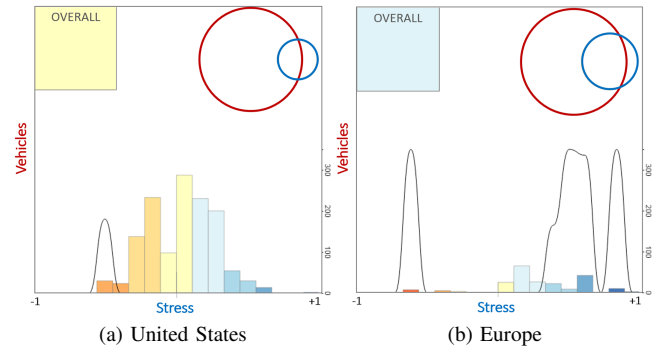 OVERALL
Vehicles
300
200
100
0
-1
Stress
+1
(a) United States
OVERALL
Vehicles
300
200
100
0
-1
Stress
+1
(b) Europe